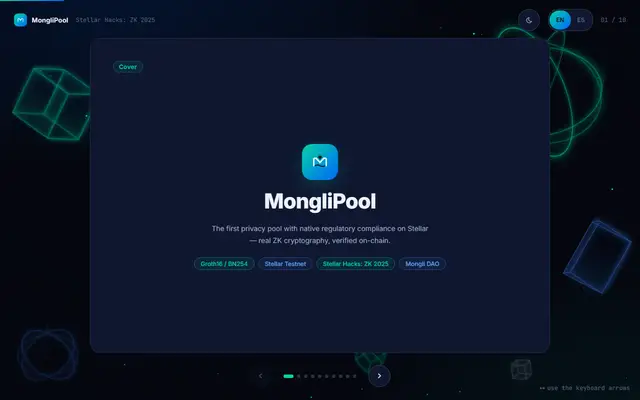 MongliPool Stellar Hacks: ZK 2025 EN ES 01 / 10
Cover
MongliPool
The first privacy pool with native regulatory compliance on Stellar
— real ZK cryptography, verified on-chain.
Groth16 / BN254 Stellar Testnet Stellar Hacks: ZK 2025 Mongli DAO
↔ use the keyboard arrows